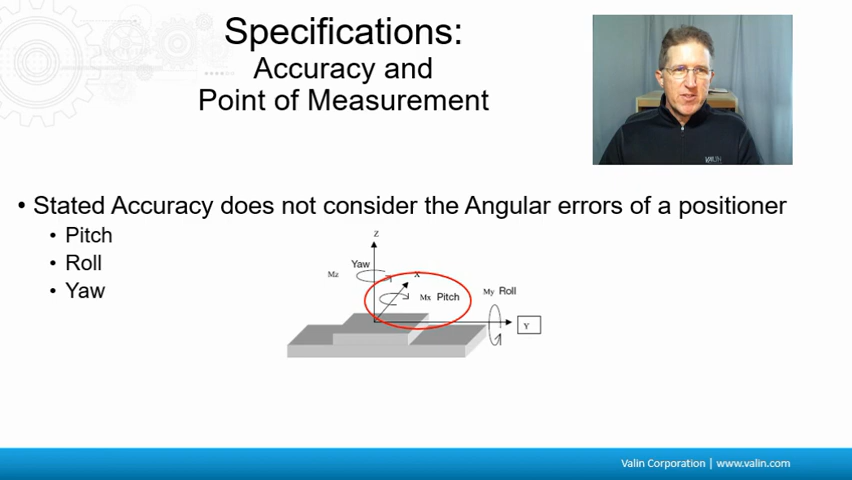 Specifications:
Accuracy and
Point of Measurement
• Stated Accuracy does not consider the Angular errors of a positioner
• Pitch
• Roll
• Yaw
Z
Yaw
Mz
X
Mx Pitch
My Roll
Y
Valin Corporation | www.valin.com